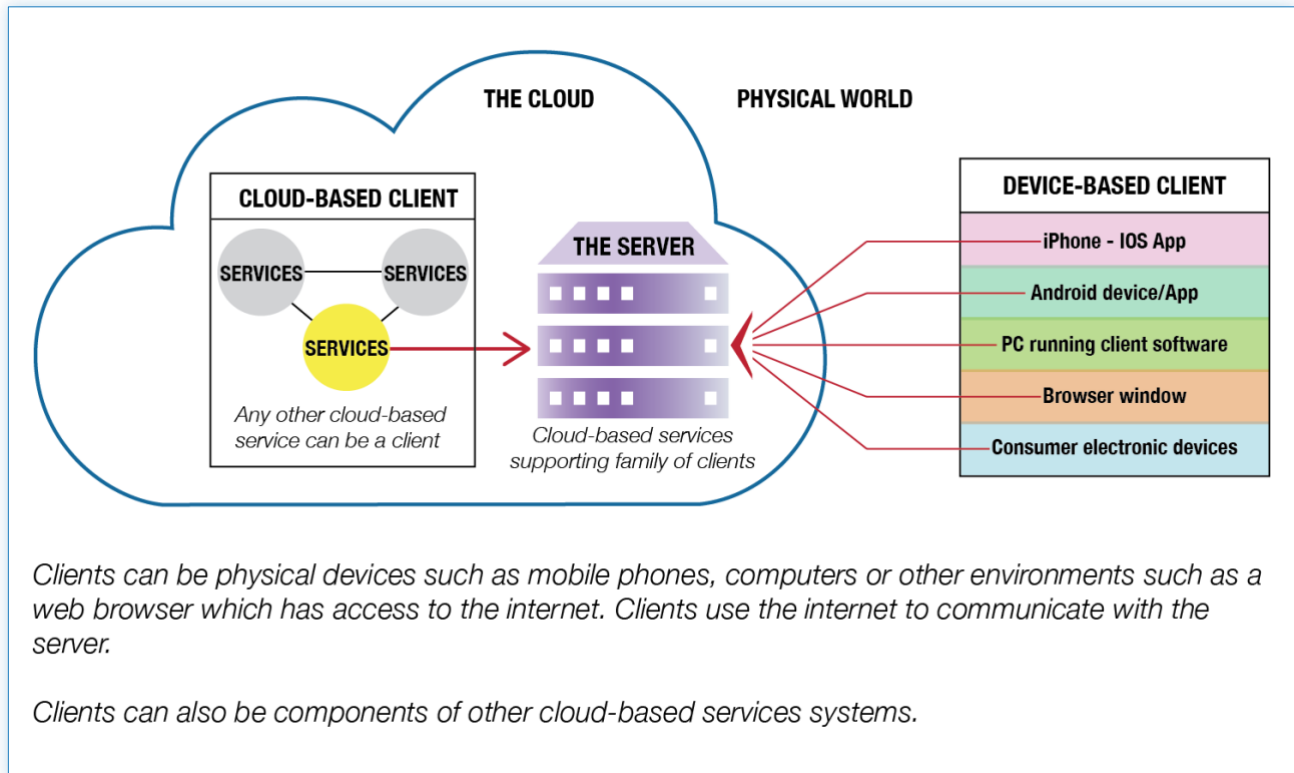 THE CLOUD
PHYSICAL WORLD
CLOUD-BASED CLIENT
SERVICES
SERVICES
SERVICES
Any other cloud-based
service can be a client
THE SERVER
Cloud-based services
supporting family of clients
DEVICE-BASED CLIENT
iPhone - IOS App
Android device/App
PC running client software
Browser window
Consumer electronic devices
Clients can be physical devices such as mobile phones, computers or other environments such as a
web browser which has access to the internet. Clients use the internet to communicate with the
server.
Clients can also be components of other cloud-based services systems.